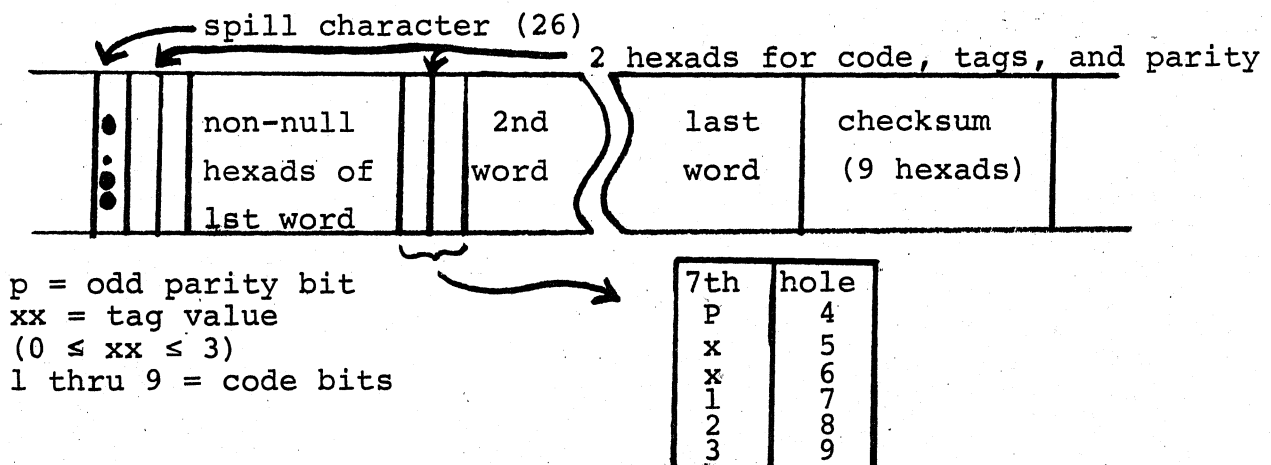 spill character (26)
2 hexads for code, tags, and parity
non-null
hexads of
1st word
2nd
word
last
word
checksum
(9 hexads)
p = odd parity bit
xx = tag value
(0 ≤ xx ≤ 3)
1 thru 9 = code bits
7th hole
P 4
x 5
x 6
1 7
2 8
3 9